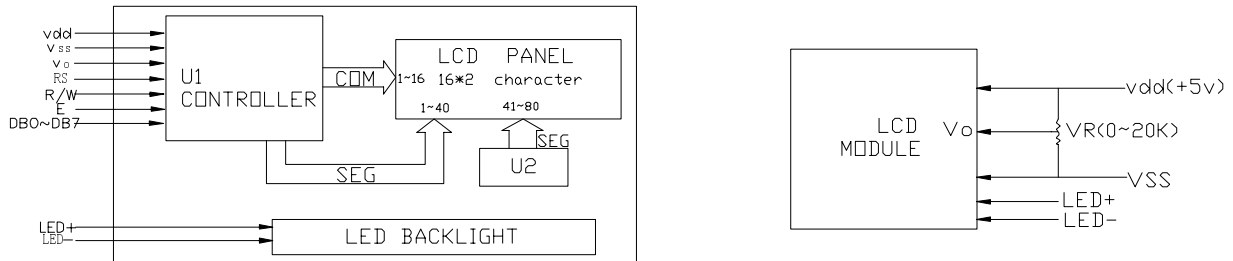 vdd
Vss
Vo
RS
R/W
E
DB0~DB7
U1
CONTROLLER
COM
LCD PANEL
1~16 16*2 character
1~40 41~80
SEG
U2
SEG
LED+
LED-
LED BACKLIGHT
LCD
MODULE
Vo
vdd(+5v)
VR(0~20K)
VSS
LED+
LED-